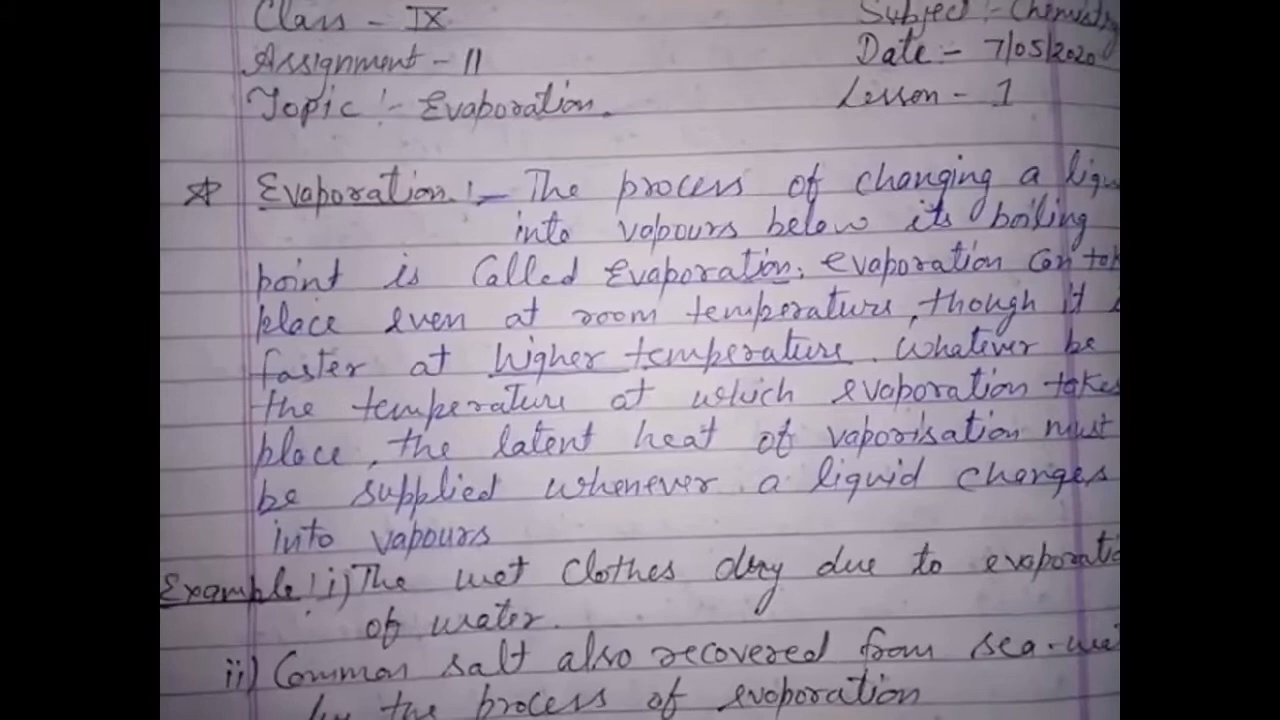 Class - IX
Subject :- Chemistry
Assignment - 11
Date :- 7/05/2020
Topic :- Evaporation.
Lesson - 1
☆ Evaporation :- The process of changing a liqu
into vapours below its boiling
point is called Evaporation. evaporation can tak
place even at room temperature, though it
faster at higher temperature. Whatever be
the temperature at which evaporation takes
place, the latent heat of vaporisation must
be supplied whenever a liquid changes
into vapours
Example : i) The wet clothes dry due to evaporati
of water.
ii) Common salt also recovered from sea-wat
by the process of evaporation